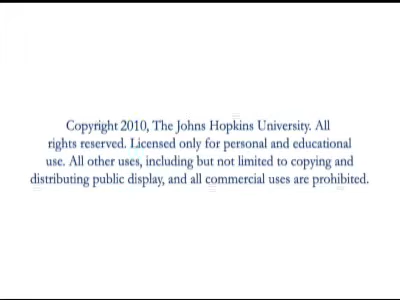 Copyright 2010, The Johns Hopkins University. All
rights reserved. Licensed only for personal and educational
use. All other uses, including but not limited to copying and
distributing public display, and all commercial uses are prohibited.